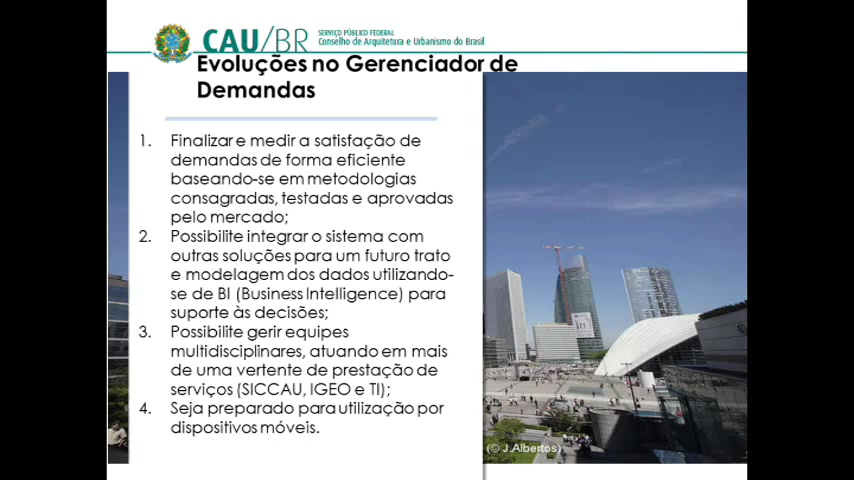 CAU/BR
SERVIÇO PÚBLICO FEDERAL
Conselho de Arquitetura e Urbanismo do Brasil
Evoluções no Gerenciador de
Demandas
1. Finalizar e medir a satisfação de
demandas de forma eficiente
baseando-se em metodologias
consagradas, testadas e aprovadas
pelo mercado;
2. Possibilite integrar o sistema com
outras soluções para um futuro trato
e modelagem dos dados utilizando-
se de BI (Business Intelligence) para
suporte às decisões;
3. Possibilite gerir equipes
multidisciplinares, atuando em mais
de uma vertente de prestação de
serviços (SICCAU, IGEO e TI);
4. Seja preparado para utilização por
dispositivos móveis.
(© J.Albertos)